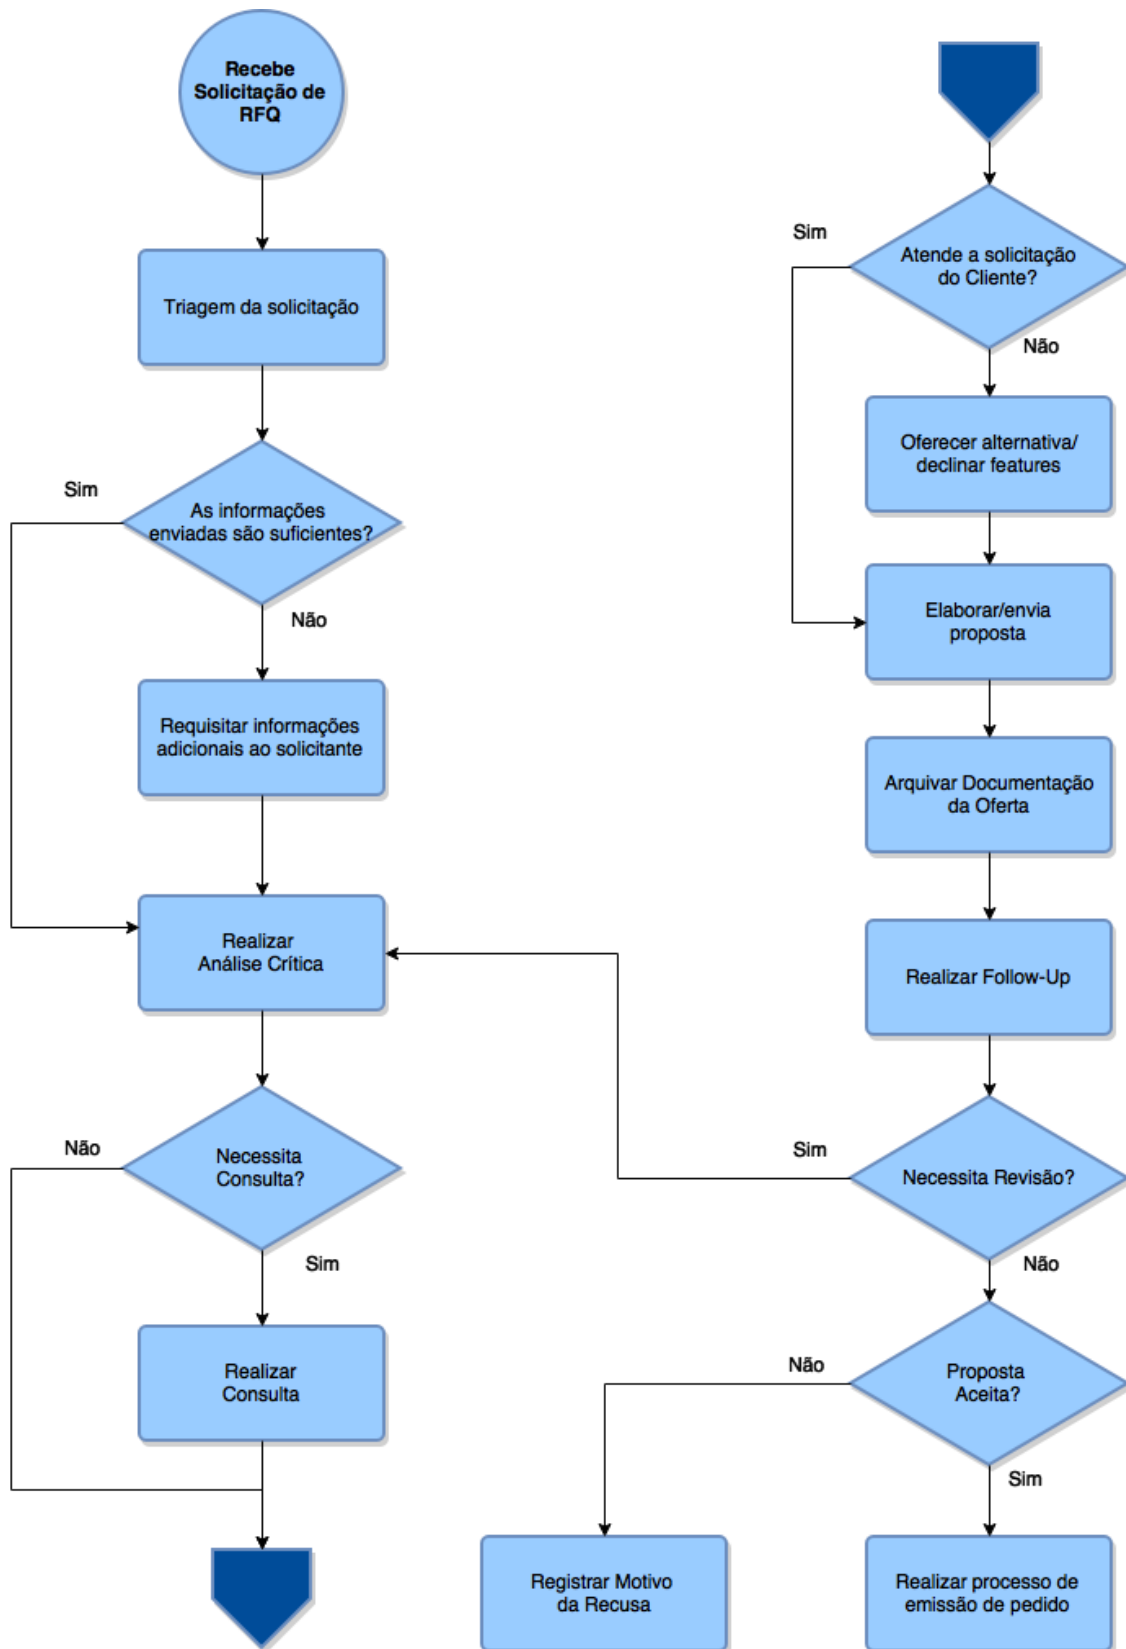 Recebe
Solicitação de
RFQ
Triagem da solicitação
Sim
As informações
enviadas são suficientes?
Não
Requisitar informações
adicionais ao solicitante
Realizar
Análise Crítica
Não
Necessita
Consulta?
Sim
Realizar
Consulta
Sim
Atende a solicitação
do Cliente?
Não
Oferecer alternativa/
declinar features
Elaborar/envia
proposta
Arquivar Documentação
da Oferta
Realizar Follow-Up
Sim
Necessita Revisão?
Não
Não
Proposta
Aceita?
Sim
Registrar Motivo
da Recusa
Realizar processo de
emissão de pedido